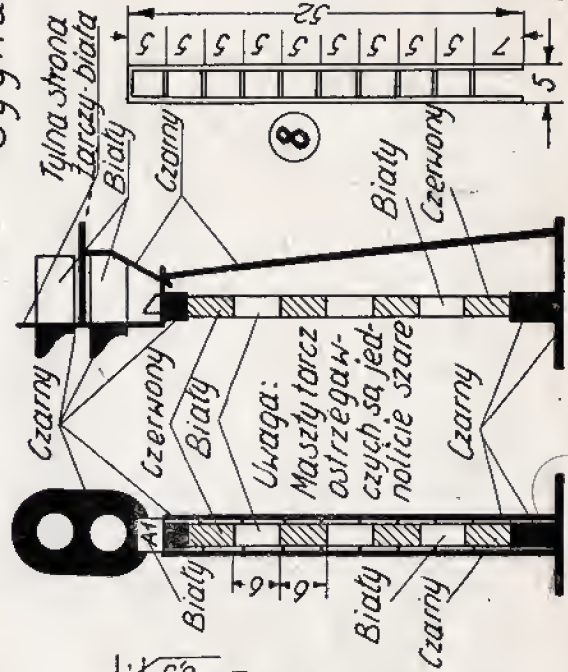 Tylna strona
tarczy-biała
Biały
Czarny
Czarny
Czerwony
Biały
Uwaga:
Maszty tarcz
ostrzegaw-
czych są jed-
nolicie szare
Biały
Czerwony
Czarny
A1
Biały
6
6
Biały
Czarny
8
52
5
5
5
5
5
5
5
5
5
7
5